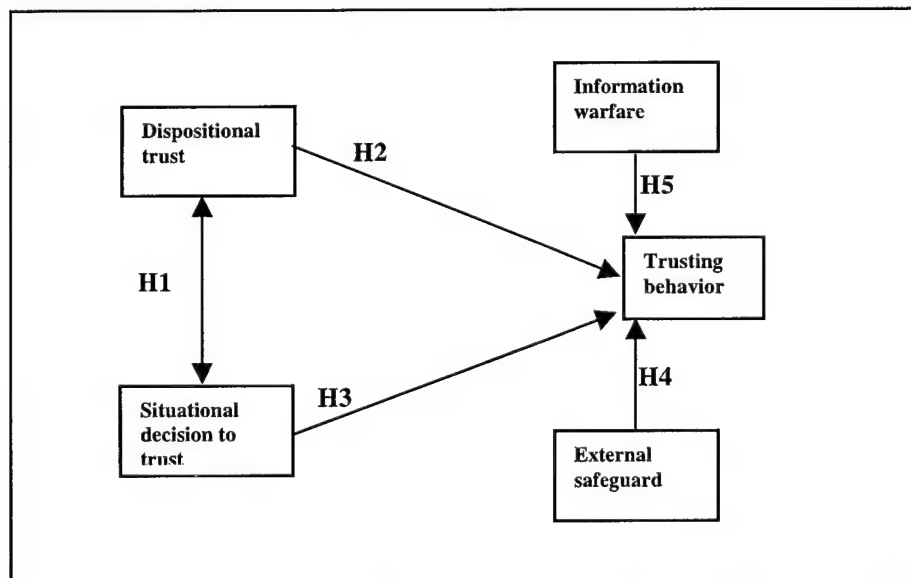 Information
warfare
Dispositional
trust
H2
H5
Trusting
behavior
H1
H3
H4
Situational
decision to
trust
External
safeguard